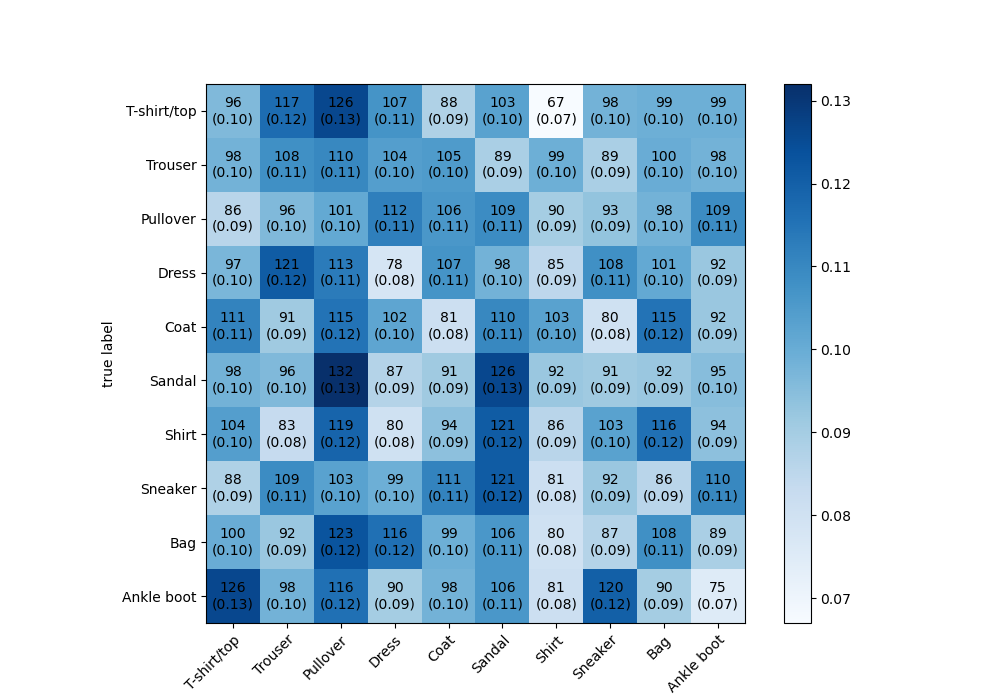 T-shirt/top 96 117 126 107 88 103 67 98 99 99
(0.10) (0.12) (0.13) (0.11) (0.09) (0.10) (0.07) (0.10) (0.10) (0.10)
Trouser 98 108 110 104 105 89 99 89 100 98
(0.10) (0.11) (0.11) (0.10) (0.10) (0.09) (0.10) (0.09) (0.10) (0.10)
Pullover 86 96 101 112 106 109 90 93 98 109
(0.09) (0.10) (0.10) (0.11) (0.11) (0.11) (0.09) (0.09) (0.10) (0.11)
Dress 97 121 113 78 107 98 85 108 101 92
(0.10) (0.12) (0.11) (0.08) (0.11) (0.10) (0.09) (0.11) (0.10) (0.09)
Coat 111 91 115 102 81 110 103 80 115 92
(0.11) (0.09) (0.12) (0.10) (0.08) (0.11) (0.10) (0.08) (0.12) (0.09)
Sandal 98 96 132 87 91 126 92 91 92 95
(0.10) (0.10) (0.13) (0.09) (0.09) (0.13) (0.09) (0.09) (0.09) (0.10)
Shirt 104 83 119 80 94 121 86 103 116 94
(0.10) (0.08) (0.12) (0.08) (0.09) (0.12) (0.09) (0.10) (0.12) (0.09)
Sneaker 88 109 103 99 111 121 81 92 86 110
(0.09) (0.11) (0.10) (0.10) (0.11) (0.12) (0.08) (0.09) (0.09) (0.11)
Bag 100 92 123 116 99 106 80 87 108 89
(0.10) (0.09) (0.12) (0.12) (0.10) (0.11) (0.08) (0.09) (0.11) (0.09)
Ankle boot 126 98 116 90 98 106 81 120 90 75
(0.13) (0.10) (0.12) (0.09) (0.10) (0.11) (0.08) (0.12) (0.09) (0.07)
true label
T-shirt/top Trouser Pullover Dress Coat Sandal Shirt Sneaker Bag Ankle boot
0.13
0.12
0.11
0.10
0.09
0.08
0.07